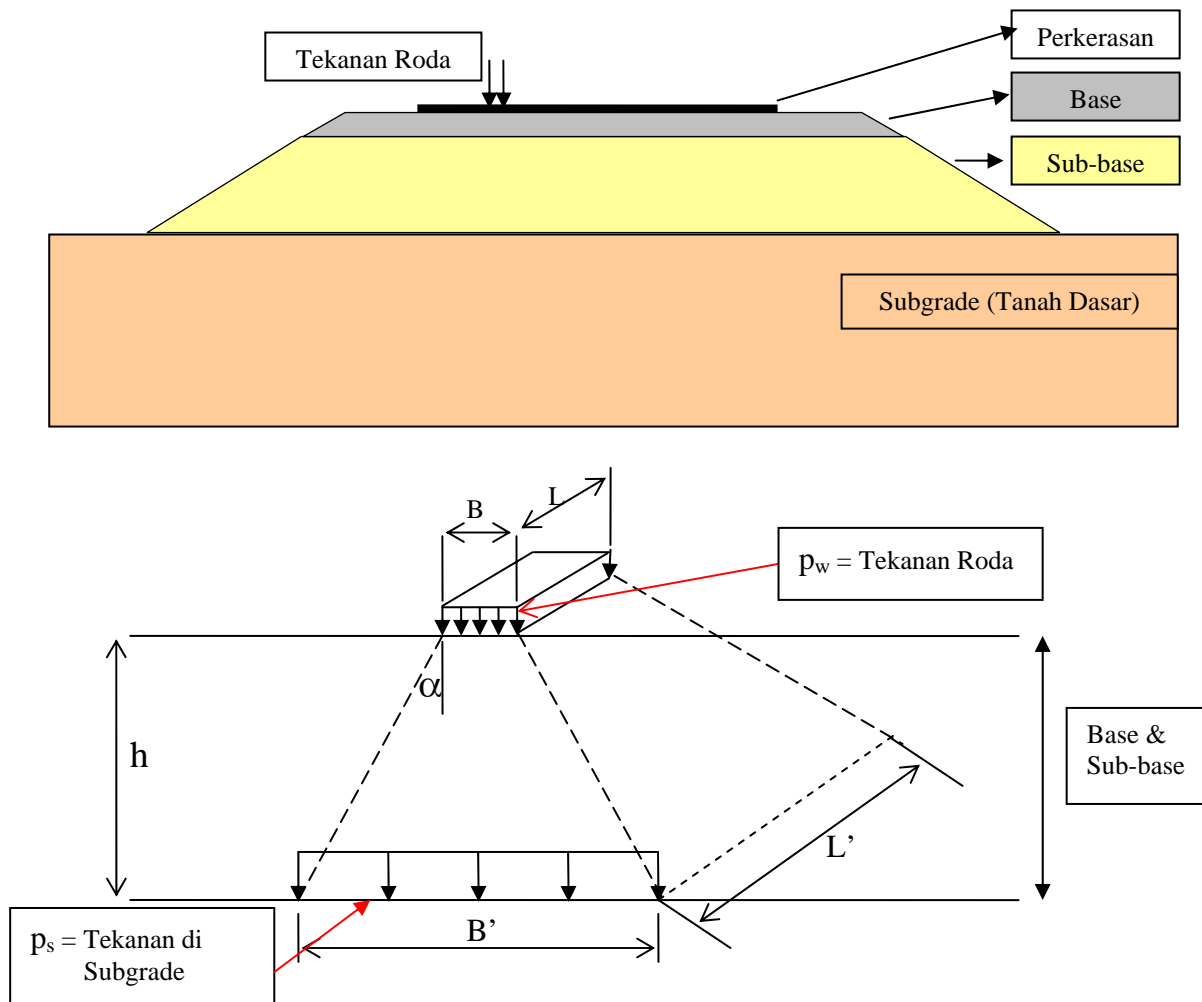 Tekanan Roda
Perkerasan
Base
Sub-base
Subgrade (Tanah Dasar)
B
L
pw = Tekanan Roda
α
h
Base &
Sub-base
L’
B’
ps = Tekanan di
Subgrade